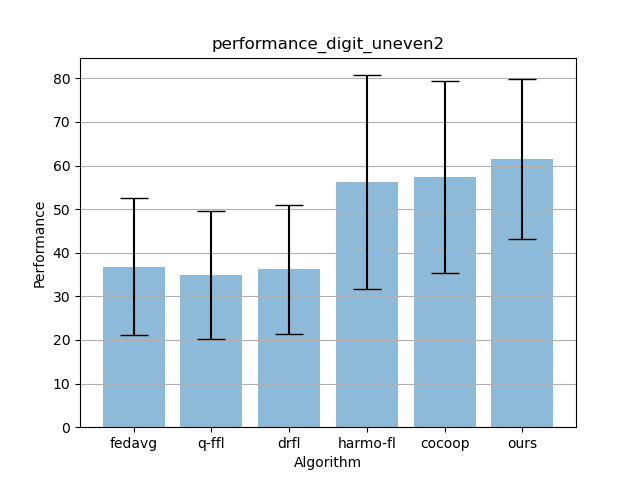 performance_digit_uneven2
Performance
80
70
60
50
40
30
20
10
0
fedavg q-ffl drfl harmo-fl cocoop ours
Algorithm